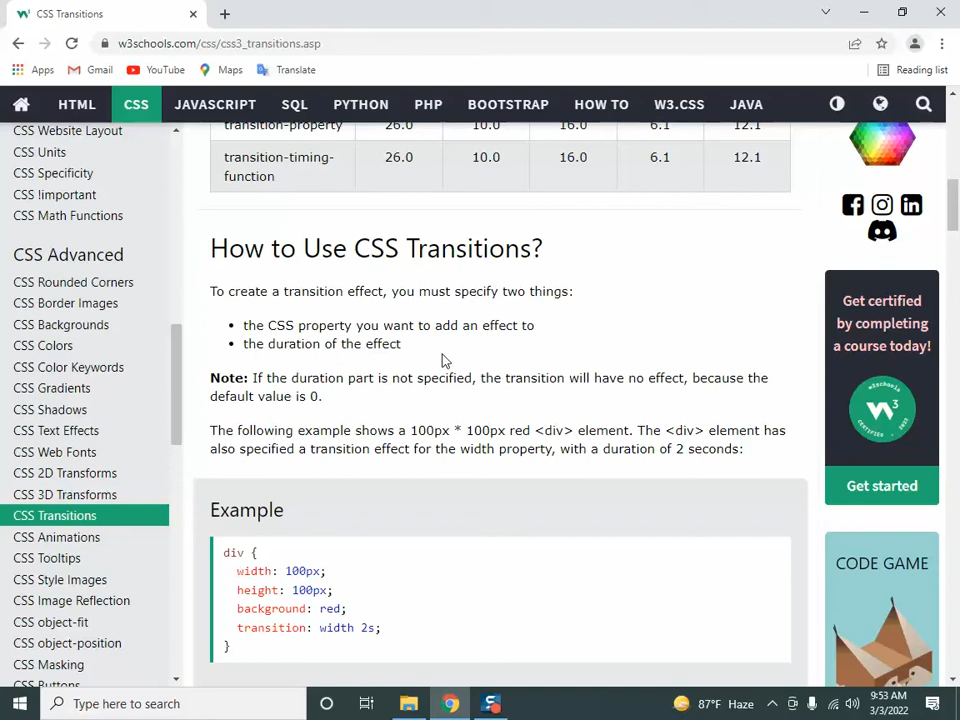 CSS Transitions
w3schools.com/css/css3_transitions.asp
Apps Gmail YouTube Maps Translate Reading list
HTML CSS JAVASCRIPT SQL PYTHON PHP BOOTSTRAP HOW TO W3.CSS JAVA
CSS Website Layout
CSS Units
CSS Specificity
CSS !important
CSS Math Functions
CSS Advanced
CSS Rounded Corners
CSS Border Images
CSS Backgrounds
CSS Colors
CSS Color Keywords
CSS Gradients
CSS Shadows
CSS Text Effects
CSS Web Fonts
CSS 2D Transforms
CSS 3D Transforms
CSS Transitions
CSS Animations
CSS Tooltips
CSS Style Images
CSS Image Reflection
CSS object-fit
CSS object-position
CSS Masking
CSS Buttons
transition-property 26.0 10.0 16.0 6.1 12.1
transition-timing- 26.0 10.0 16.0 6.1 12.1
function
How to Use CSS Transitions?
To create a transition effect, you must specify two things:
• the CSS property you want to add an effect to
• the duration of the effect
Note: If the duration part is not specified, the transition will have no effect, because the
default value is 0.
The following example shows a 100px * 100px red <div> element. The <div> element has
also specified a transition effect for the width property, with a duration of 2 seconds:
Example
div {
width: 100px;
height: 100px;
background: red;
transition: width 2s;
}
Get certified
by completing
a course today!
Get started
CODE GAME
Type here to search
87°F Haze
9:53 AM
3/3/2022